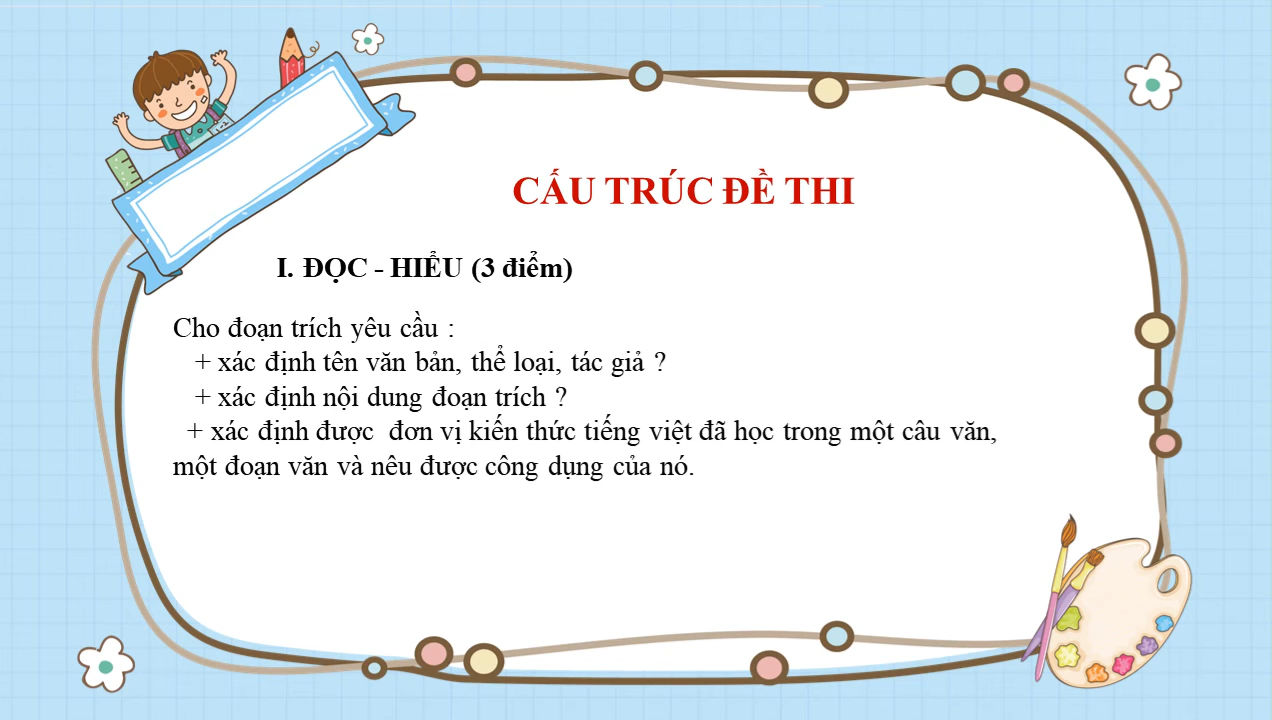 CẤU TRÚC ĐỀ THI
I. ĐỌC - HIỂU (3 điểm)
Cho đoạn trích yêu cầu :
+ xác định tên văn bản, thể loại, tác giả ?
+ xác định nội dung đoạn trích ?
+ xác định được đơn vị kiến thức tiếng việt đã học trong một câu văn,
một đoạn văn và nêu được công dụng của nó.